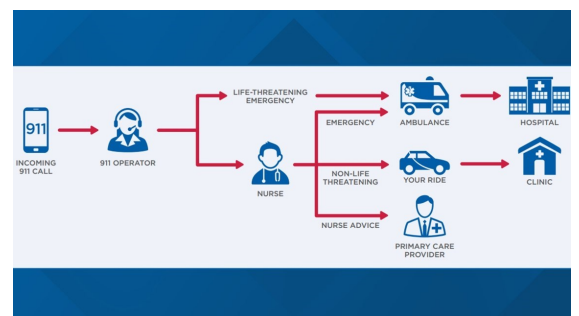 911
INCOMING
911 CALL
911 OPERATOR
LIFE-THREATENING
EMERGENCY
NURSE
EMERGENCY
AMBULANCE
HOSPITAL
NON-LIFE
THREATENING
YOUR RIDE
CLINIC
NURSE ADVICE
PRIMARY CARE
PROVIDER